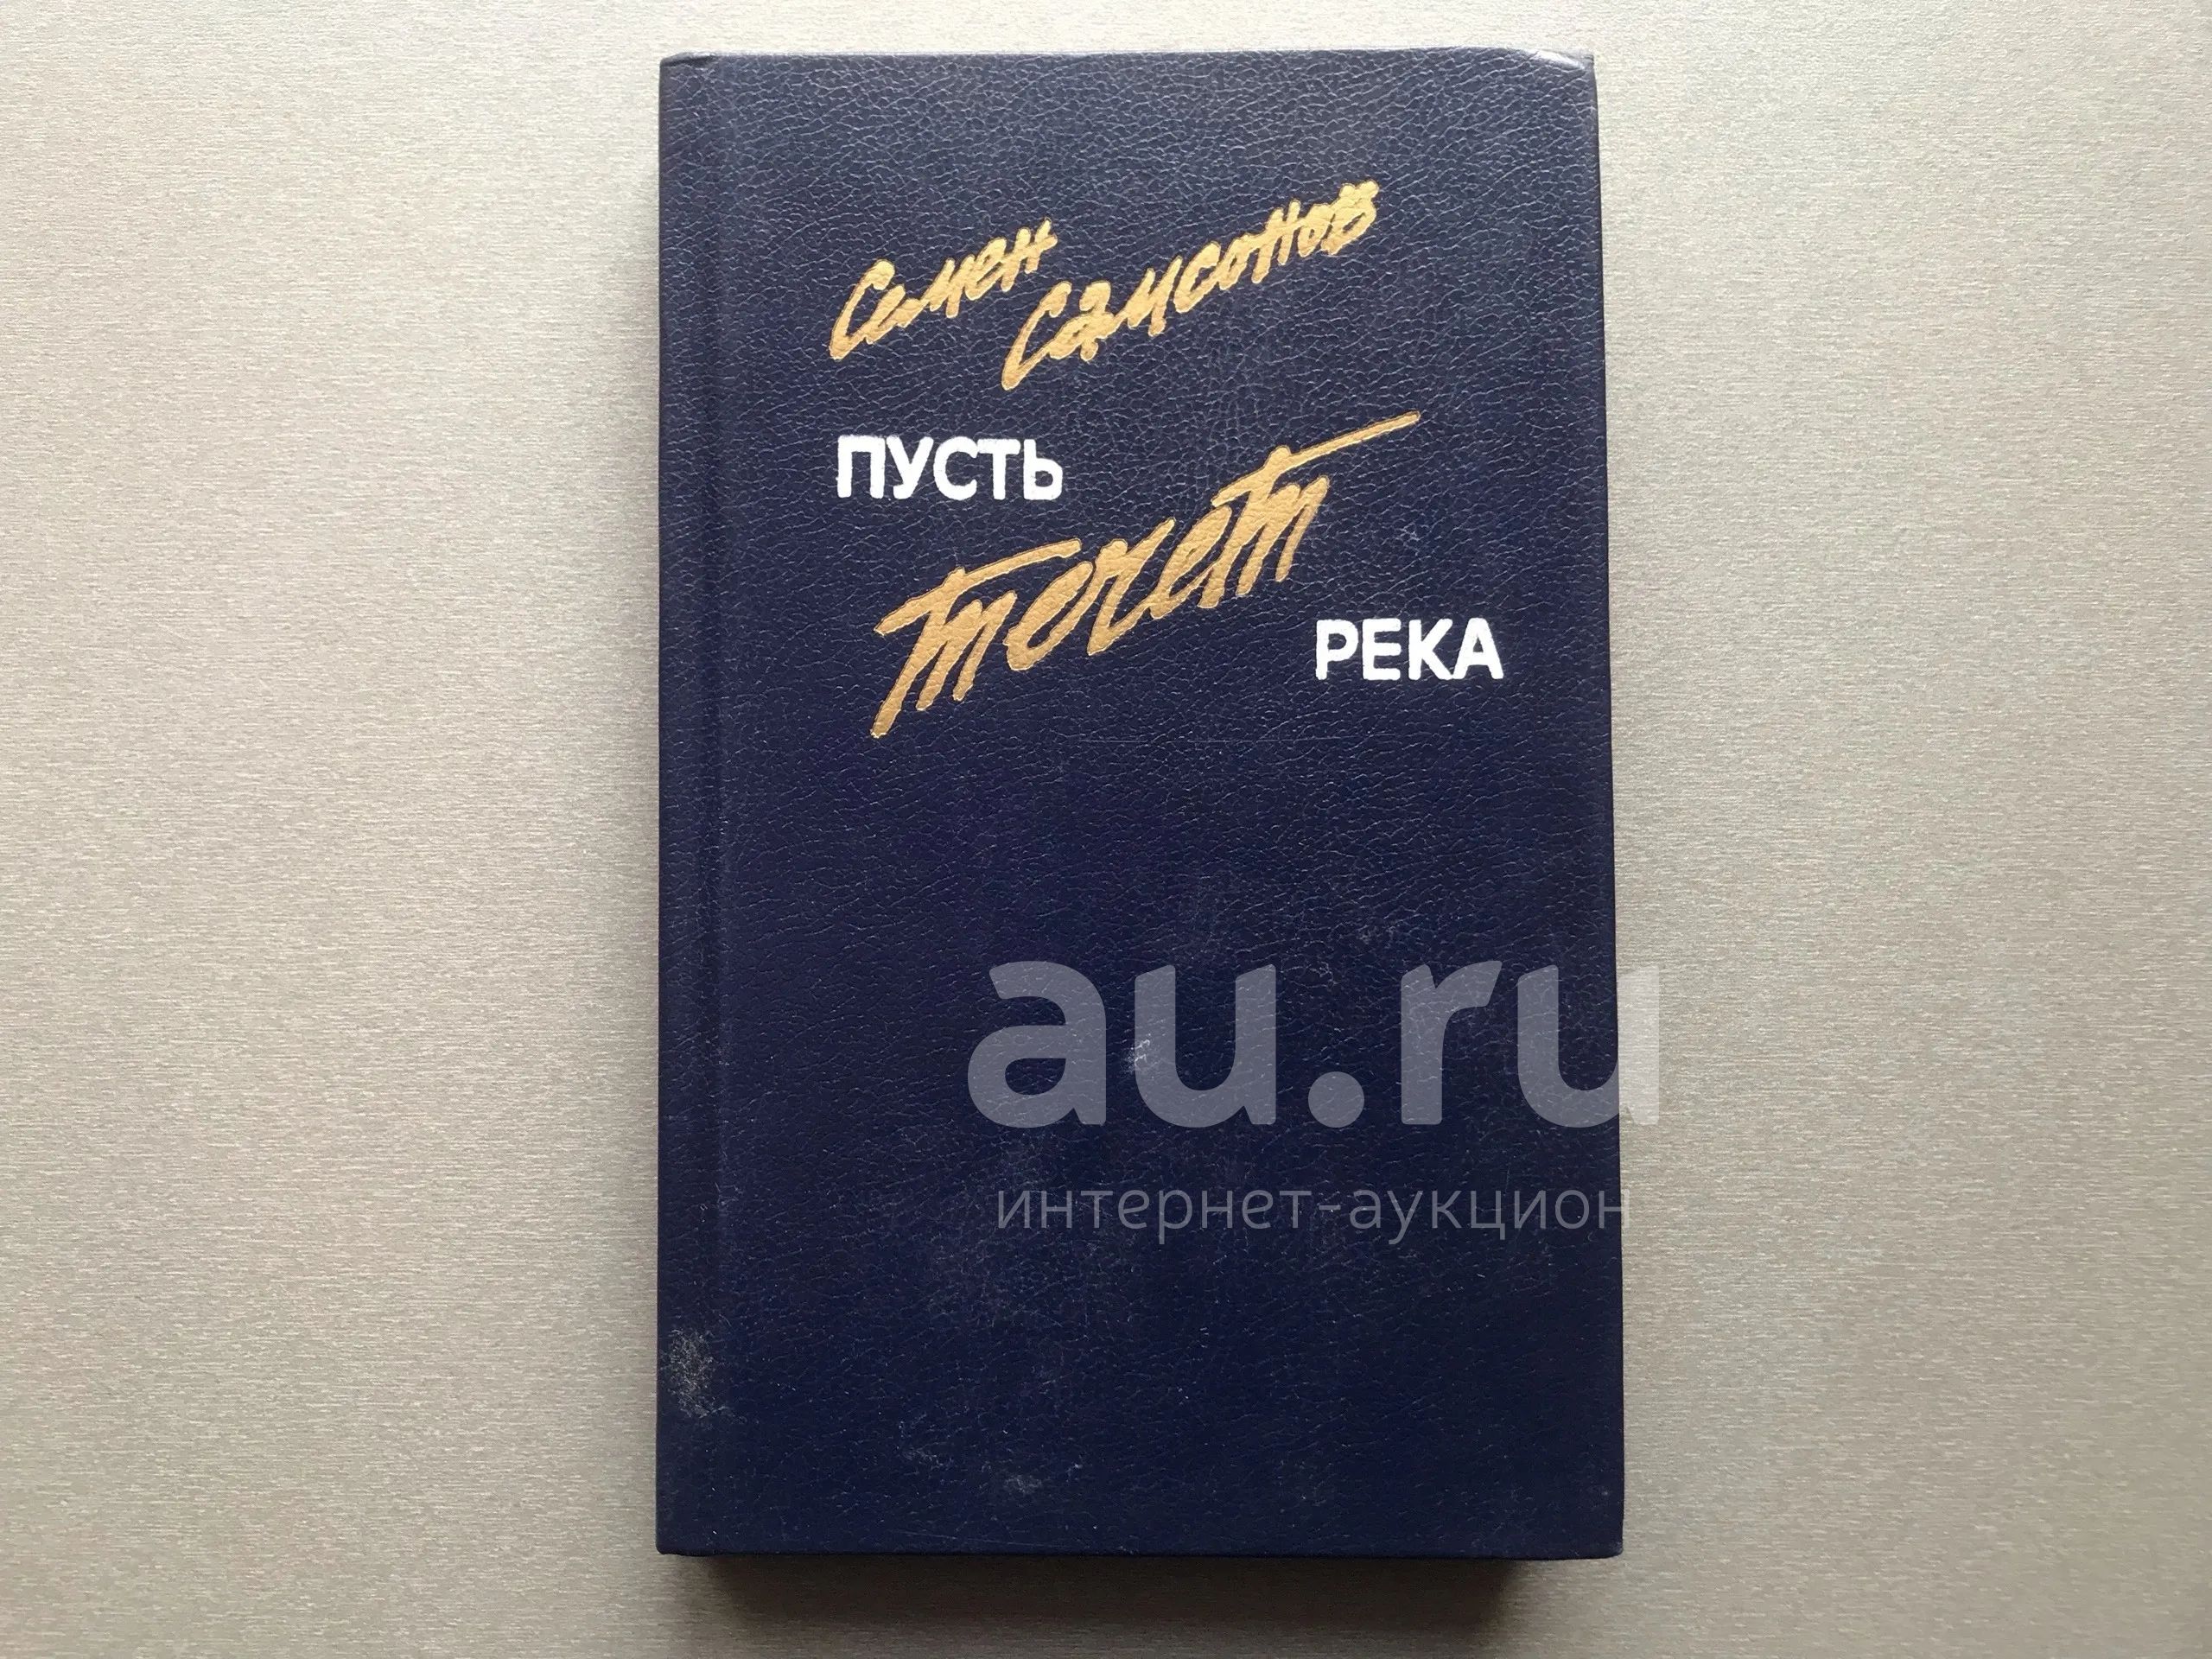 Семен
Самсонов
ПУСТЬ
течет
РЕКА
au.ru
интернет-аукцион